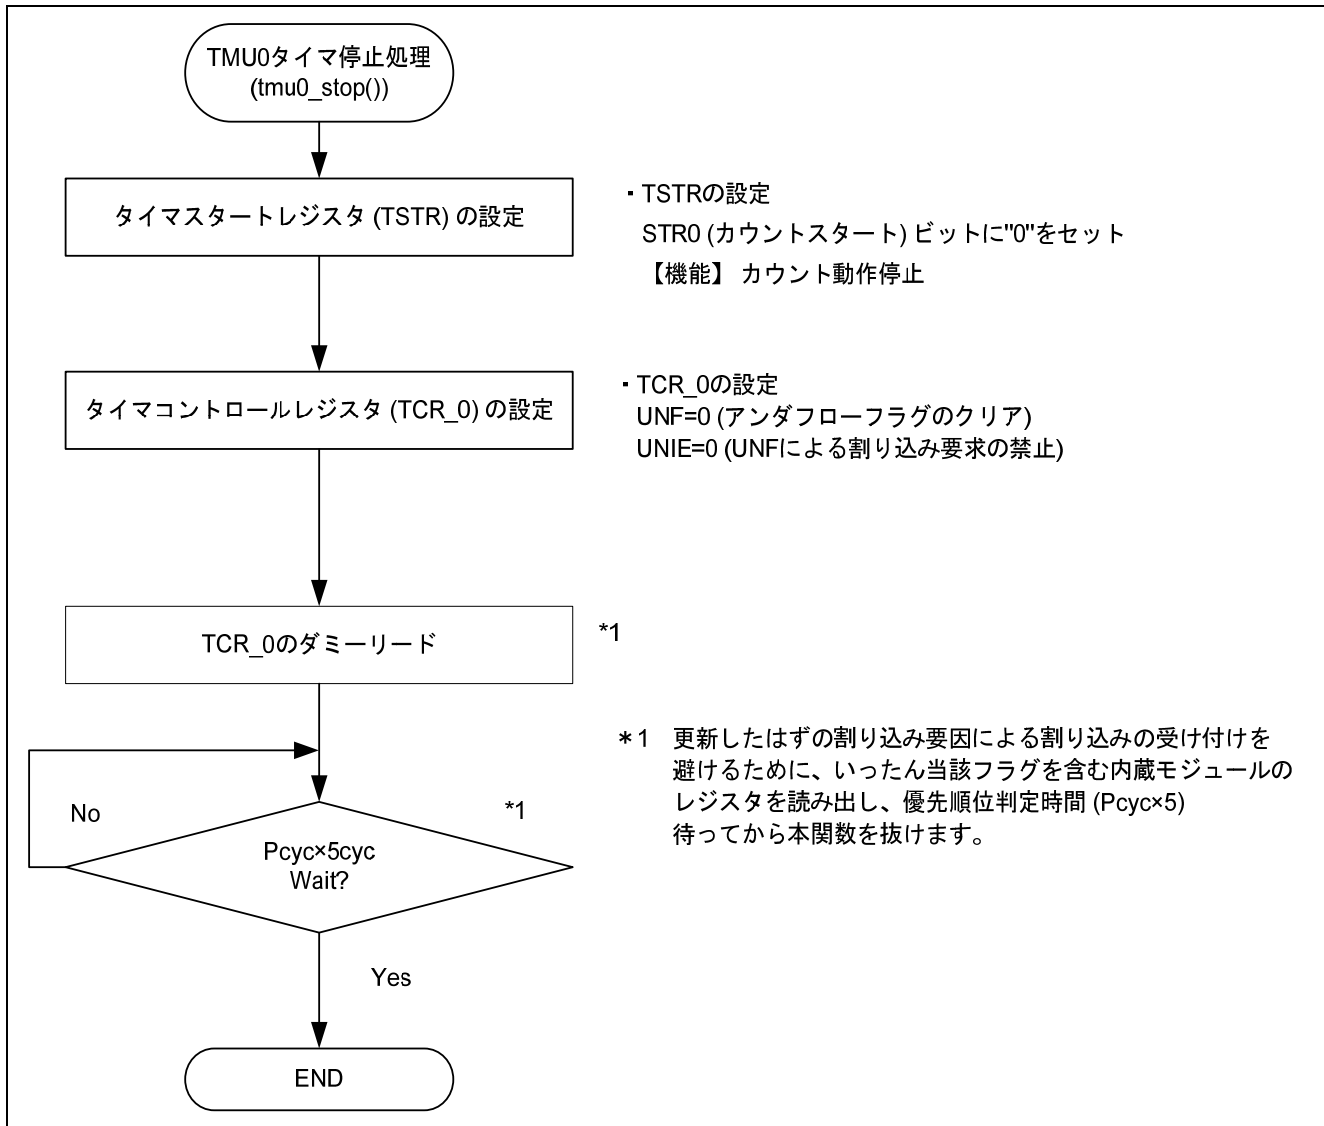 TMU0タイマ停止処理
(tmu0_stop())
タイマスタートレジスタ (TSTR) の設定
・TSTRの設定
STR0 (カウントスタート) ビットに"0"をセット
【機能】 カウント動作停止
タイマコントロールレジスタ (TCR_0) の設定
・TCR_0の設定
UNF=0 (アンダフローフラグのクリア)
UNIE=0 (UNFによる割り込み要求の禁止)
TCR_0のダミーリード
*1
＊1 更新したはずの割り込み要因による割り込みの受け付けを
避けるために、いったん当該フラグを含む内蔵モジュールの
レジスタを読み出し、優先順位判定時間 (Pcyc×5)
待ってから本関数を抜けます。
No
*1
Pcyc×5cyc
Wait?
Yes
END